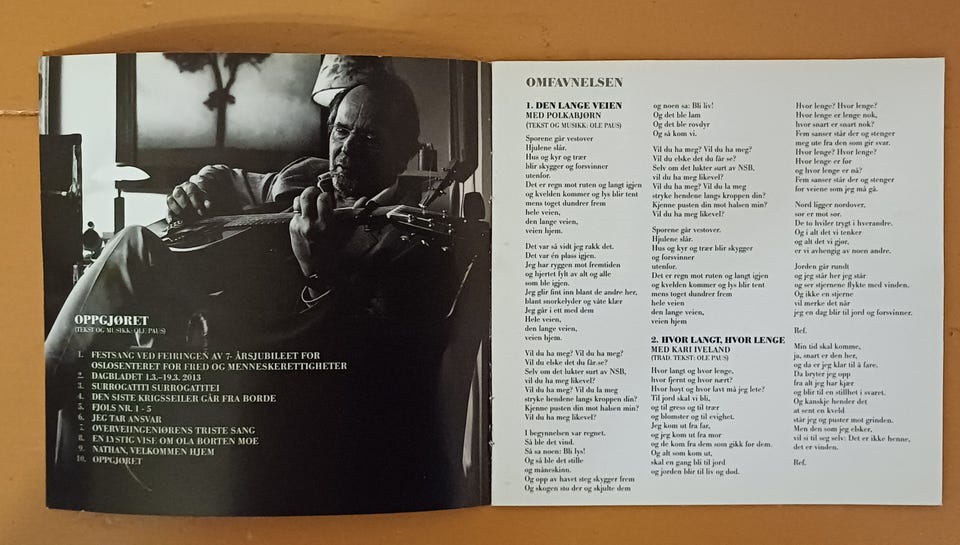 OPPGJØRET
(TEKST OG MUSIKK: OLE PAUS)
1. FESTSANG VED FEIRINGEN AV 7- ÅRSJUBILEET FOR
OSLOSENTERET FOR FRED OG MENNESKERETTIGHETER
2. DAGBLADET 1.3.–19.3. 2013
3. SURROGATITI SURROGATITEI
4. DEN SISTE KRIGSSEILER GÅR FRA BORDE
5. FJOLS NR. 1 - 5
6. JEG TAR ANSVAR
7. OVERVEIINGENIØRENS TRISTE SANG
8. EN LYSTIG VISE OM OLA BORTEN MOE
9. NATHAN, VELKOMMEN HJEM
10. OPPGJØRET
OMFAVNELSEN
1. DEN LANGE VEIEN
MED POLKABJØRN
(TEKST OG MUSIKK: OLE PAUS)
Sporene går vestover
Hjulene slår.
Hus og kyr og trær
blir skygger og forsvinner
utenfor.
Det er regn mot ruten og langt igjen
og kvelden kommer og lys blir tent
mens toget dundrer frem
hele veien,
den lange veien,
veien hjem.
Det var så vidt jeg rakk det.
Det var én plass igjen.
Jeg har ryggen mot fremtiden
og hjertet fylt av alt og alle
som ble igjen.
Jeg glir fint inn blant de andre her,
blant snorkelyder og våte klær
Jeg går i ett med dem
Hele veien,
den lange veien,
veien hjem.
Vil du ha meg? Vil du ha meg?
Vil du elske det du får se?
Selv om det lukter surt av NSB,
vil du ha meg likevel?
Vil du ha meg? Vil du la meg
stryke hendene langs kroppen din?
Kjenne pusten din mot halsen min?
Vil du ha meg likevel?
I begynnelsen var regnet.
Så ble det vind.
Så sa noen: Bli lys!
Og så ble det stille
og måneskinn.
Og opp av havet steg skygger frem
Og skogen sto der og skjulte dem
og noen sa: Bli liv!
Og det ble lam
Og det ble rovdyr
Og så kom vi.
Vil du ha meg? Vil du ha meg?
Vil du elske det du får se?
Selv om det lukter surt av NSB,
vil du ha meg likevel?
Vil du ha meg? Vil du la meg
stryke hendene langs kroppen din?
Kjenne pusten din mot halsen min?
Vil du ha meg likevel?
Sporene går vestover.
Hjulene slår.
Hus og kyr og trær blir skygger
og forsvinner
utenfor.
Det er regn mot ruten og langt igjen
og kvelden kommer og lys blir tent
mens toget dundrer frem
hele veien
den lange veien,
veien hjem
2. HVOR LANGT, HVOR LENGE
MED KARI IVELAND
(TRAD. TEKST: OLE PAUS)
Hvor langt og hvor lenge.
hvor fjernt og hvor nært?
Hvor høyt og hvor lavt må jeg lete?
Til jord skal vi bli,
og til gress og til trær
og blomster og til evighet.
Jeg kom ut fra far,
og jeg kom ut fra mor
og de kom fra dem som gikk før dem.
Og alt som kom ut,
skal en gang bli til jord
og jorden blir til liv og død.
Hvor lenge? Hvor lenge?
Hvor lenge er lenge nok,
hvor snart er snart nok?
Fem sanser står der og stenger
meg ute fra den som gir svar.
Hvor lenge? Hvor lenge?
Hvor lenge er før
og hvor lenge er nå?
Fem sanser står der og stenger
for veiene som jeg må gå.
Nord ligger nordover,
sør er mot sør.
De to hviler trygt i hverandre.
Og i alt det vi tenker
og alt det vi gjør,
er vi avhengig av noen andre.
Jorden går rundt
og jeg står her jeg står
og ser stjernene flykte med vinden.
Og ikke en stjerne
vil merke det når
jeg en dag blir til jord og forsvinner.
Ref.
Min tid skal komme,
ja, snart er den her,
og da er jeg klar til å fare.
Da bryter jeg opp
fra alt jeg har kjær
og blir til en stillhet i svaret.
Og kanskje hender det
at sent en kveld
står jeg og puster mot grinden.
Men den som jeg elsker,
vil si til seg selv: Det er ikke henne,
det er vinden.
Ref.